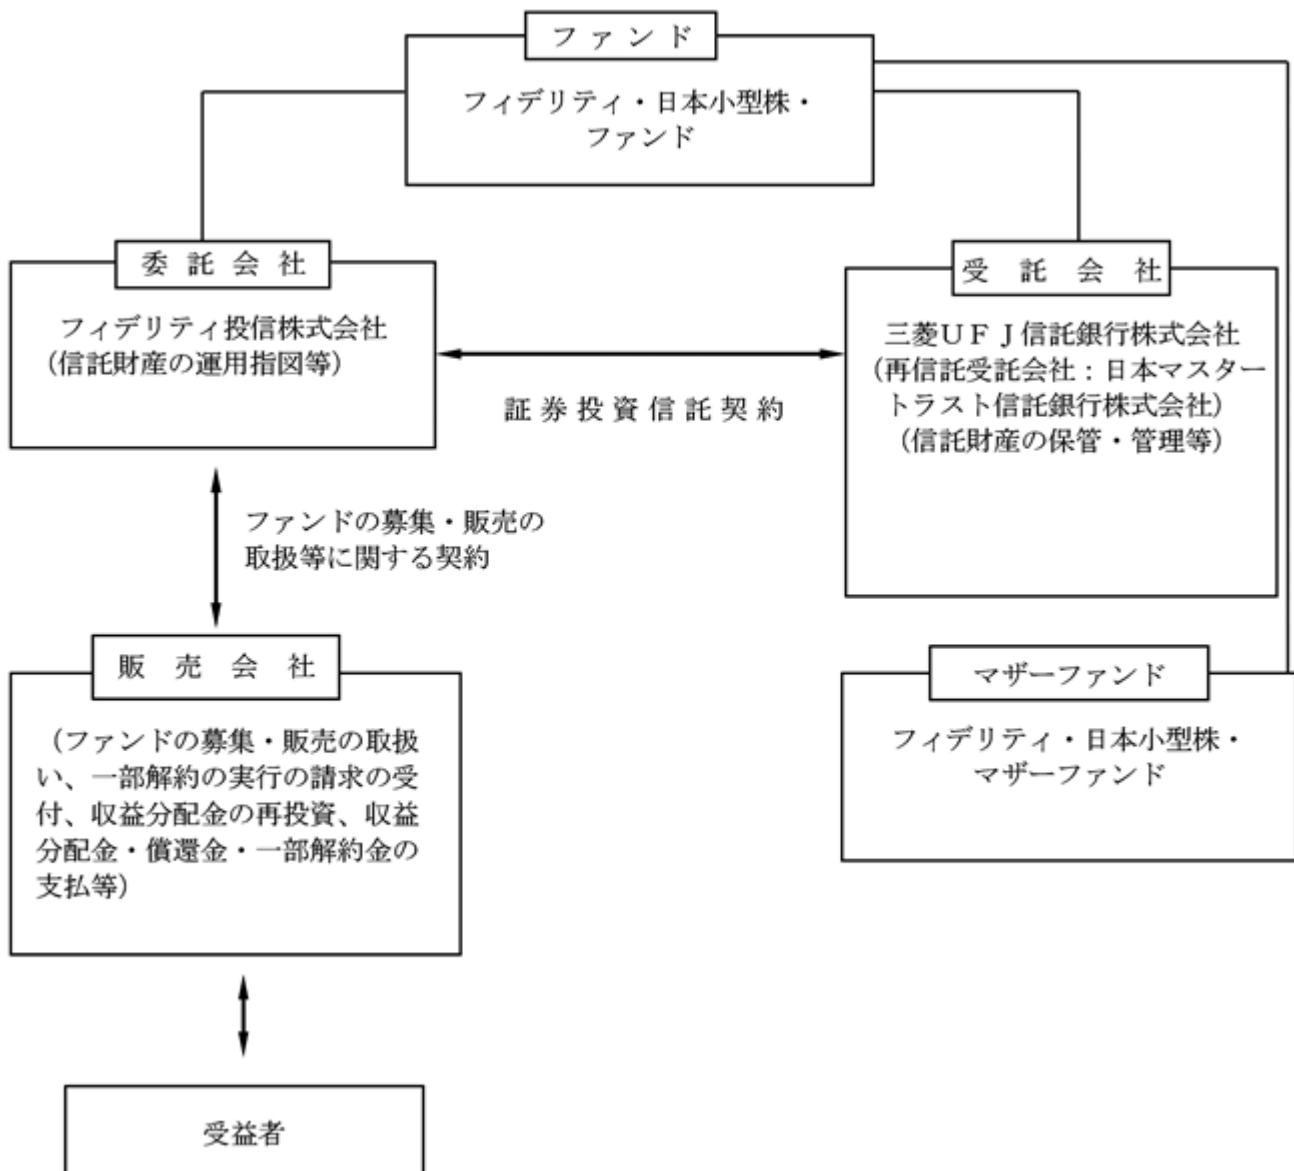 ファンド
フィデリティ・日本小型株・
ファンド
委託会社
フィデリティ投信株式会社
(信託財産の運用指図等)
証券投資信託契約
受託会社
三菱UFJ信託銀行株式会社
(再信託受託会社:日本マスター
トラスト信託銀行株式会社)
(信託財産の保管・管理等)
ファンドの募集・販売の
取扱等に関する契約
販売会社
(ファンドの募集・販売の取扱
い、一部解約の実行の請求の受
付、収益分配金の再投資、収益
分配金・償還金・一部解約金の
支払等)
マザーファンド
フィデリティ・日本小型株・
マザーファンド
受益者